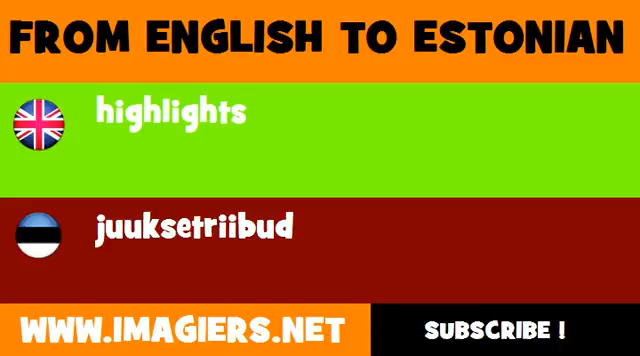 FROM ENGLISH TO ESTONIAN
highlights
juuksetriibud
WWW.IMAGIERS.NET
SUBSCRIBE !